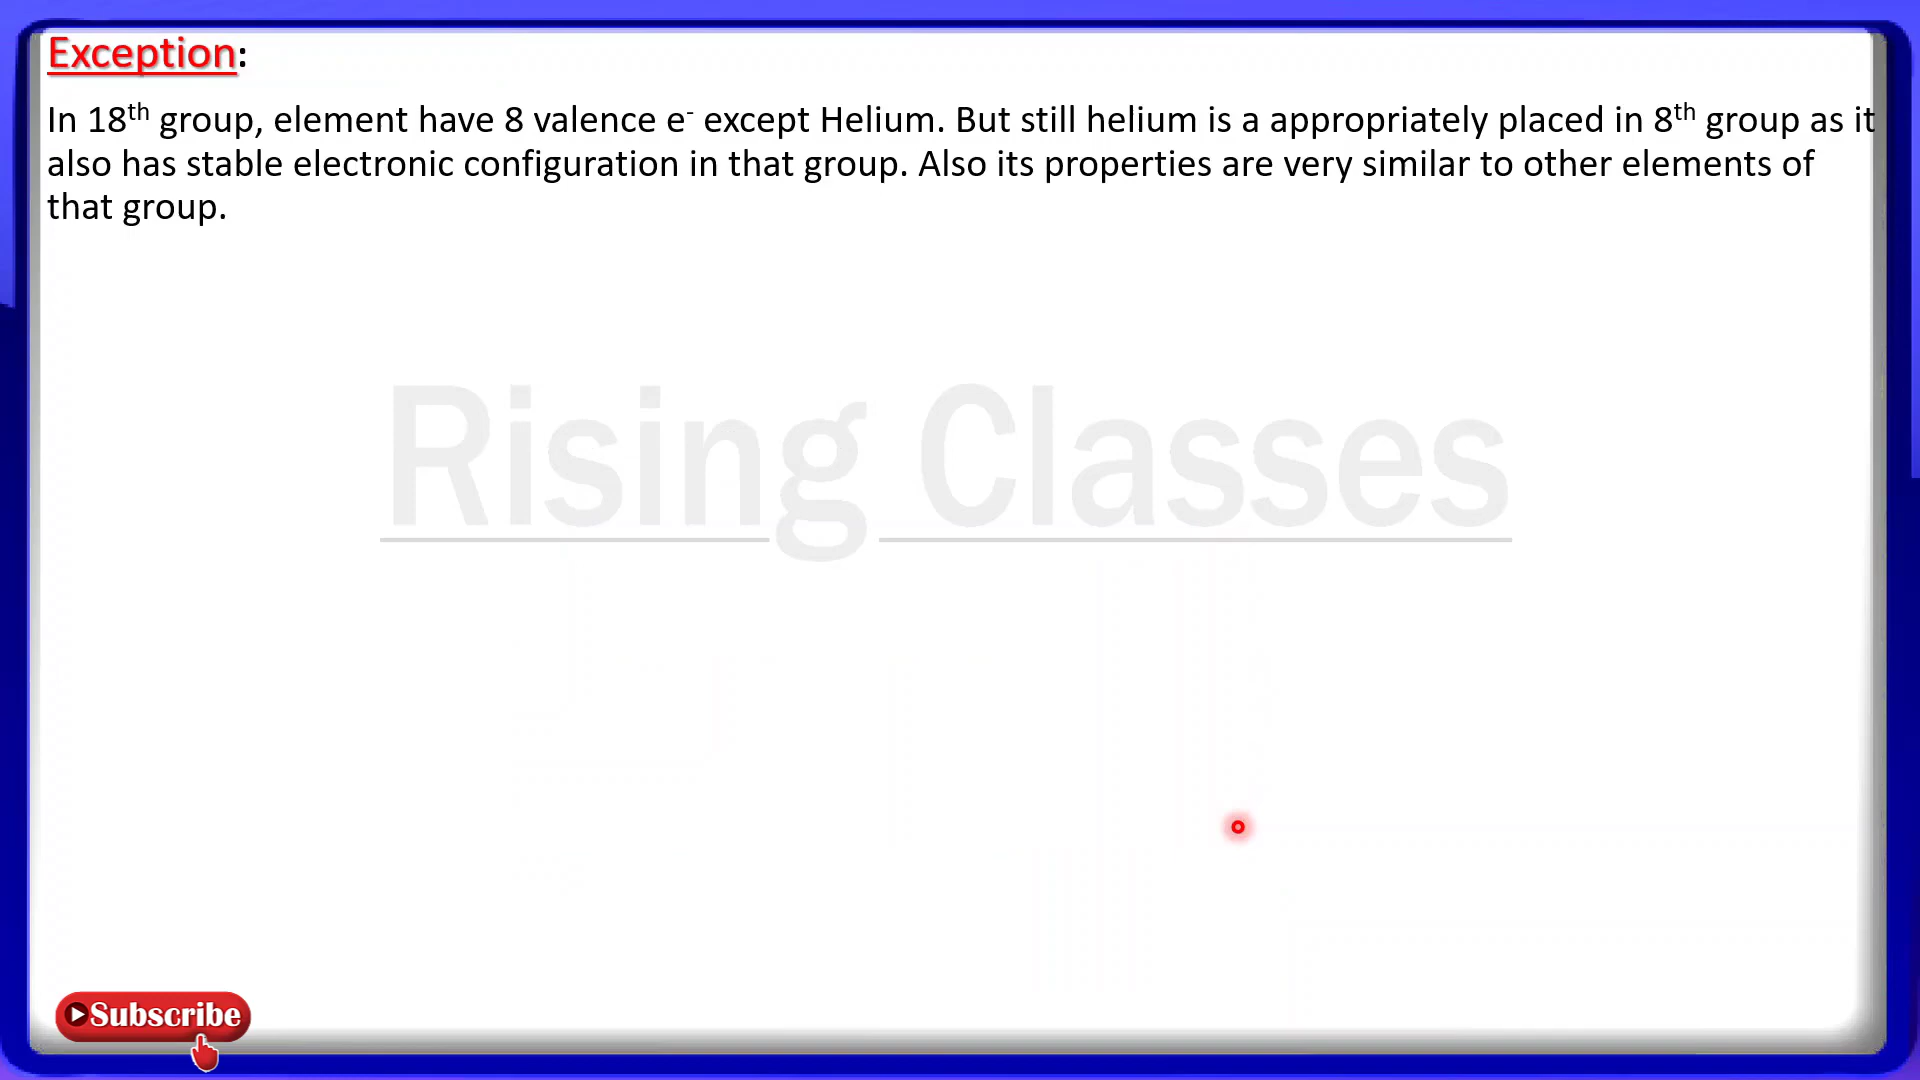 Exception:
In 18th group, element have 8 valence e- except Helium. But still helium is a appropriately placed in 8th group as it
also has stable electronic configuration in that group. Also its properties are very similar to other elements of
that group.
Rising Classes
Subscribe